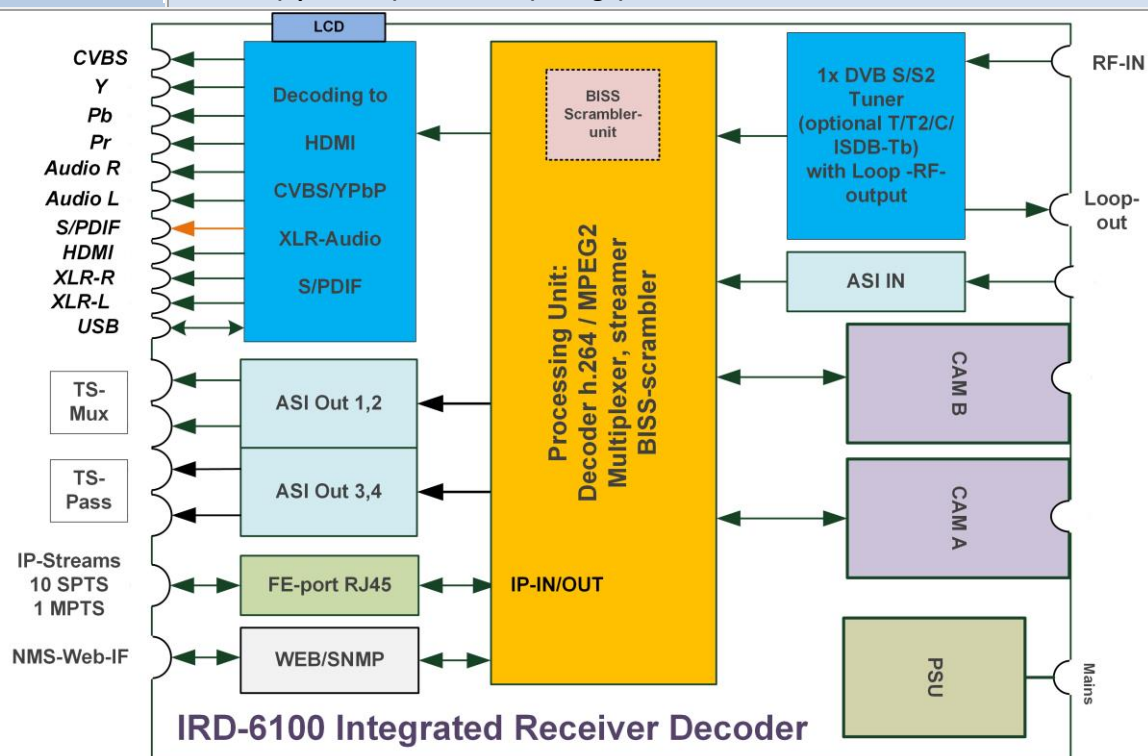 LCD
CVBS
Y
Pb
Pr
Audio R
Audio L
S/PDIF
HDMI
XLR-R
XLR-L
USB
Decoding to
HDMI
CVBS/YPbP
XLR-Audio
S/PDIF
BISS
Scrambler-
unit
Processing Unit:
Decoder h.264 / MPEG2
Multiplexer, streamer
BISS-scrambler
1x DVB S/S2
Tuner
(optional T/T2/C/
ISDB-Tb)
with Loop -RF-
output
RF-IN
Loop-
out
ASI IN
CAM B
CAM A
PSU
Mains
TS-
Mux
ASI Out 1,2
TS-
Pass
ASI Out 3,4
IP-Streams
10 SPTS
1 MPTS
FE-port RJ45
IP-IN/OUT
NMS-Web-IF
WEB/SNMP
IRD-6100 Integrated Receiver Decoder